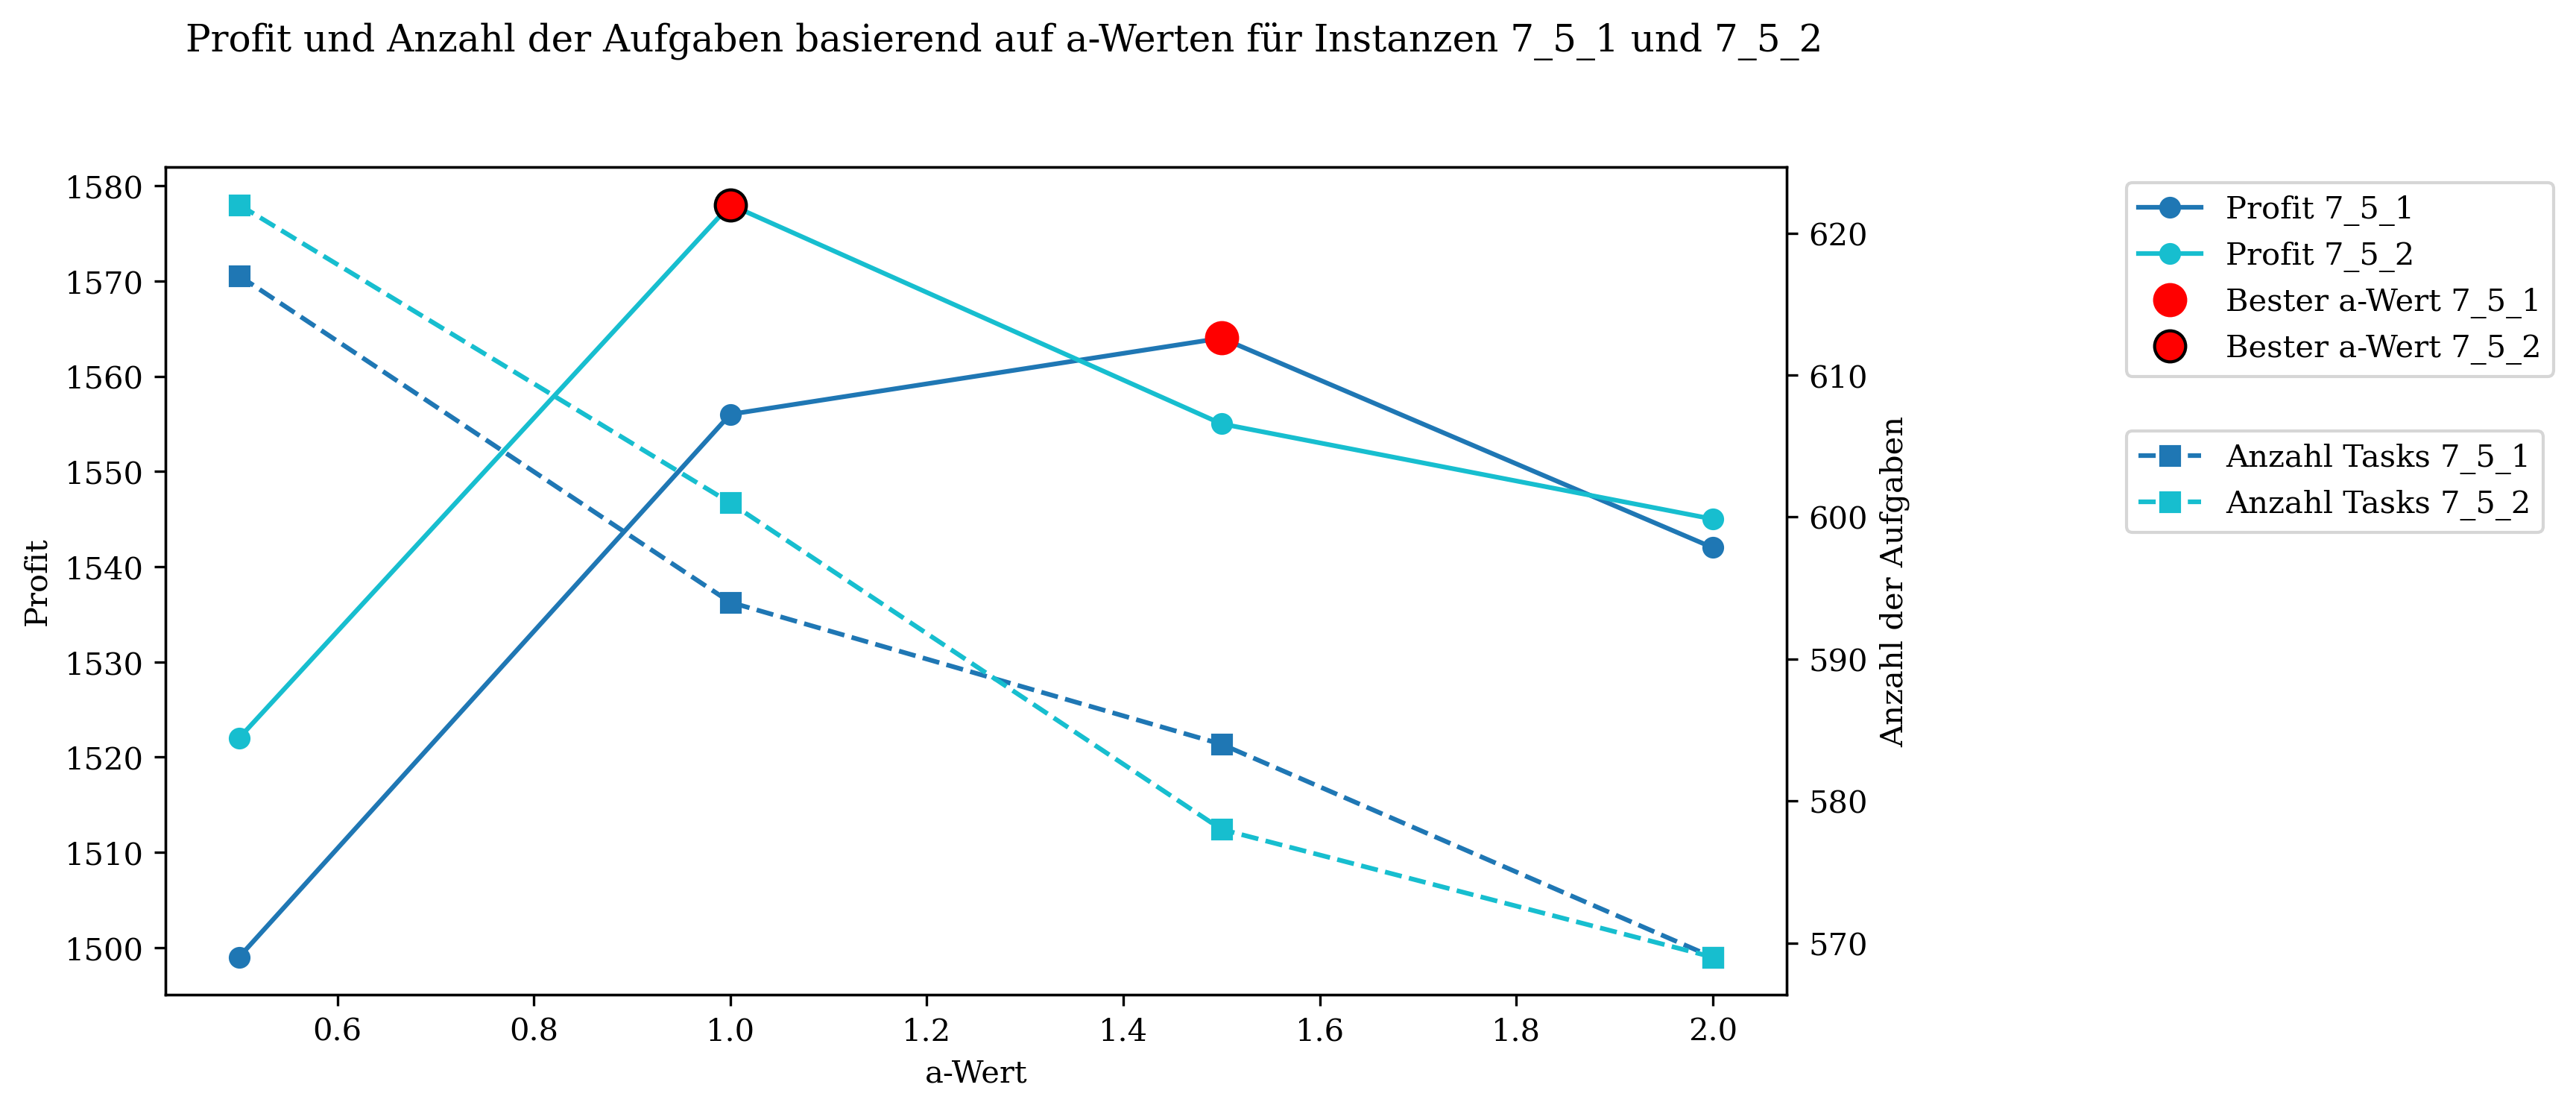 Profit und Anzahl der Aufgaben basierend auf a-Werten für Instanzen 7_5_1 und 7_5_2
Profit
1580
1570
1560
1550
1540
1530
1520
1510
1500
0.6
0.8
1.0
1.2
1.4
1.6
1.8
2.0
a-Wert
620
610
600
590
580
570
Anzahl der Aufgaben
Profit 7_5_1
Profit 7_5_2
Bester a-Wert 7_5_1
Bester a-Wert 7_5_2
Anzahl Tasks 7_5_1
Anzahl Tasks 7_5_2